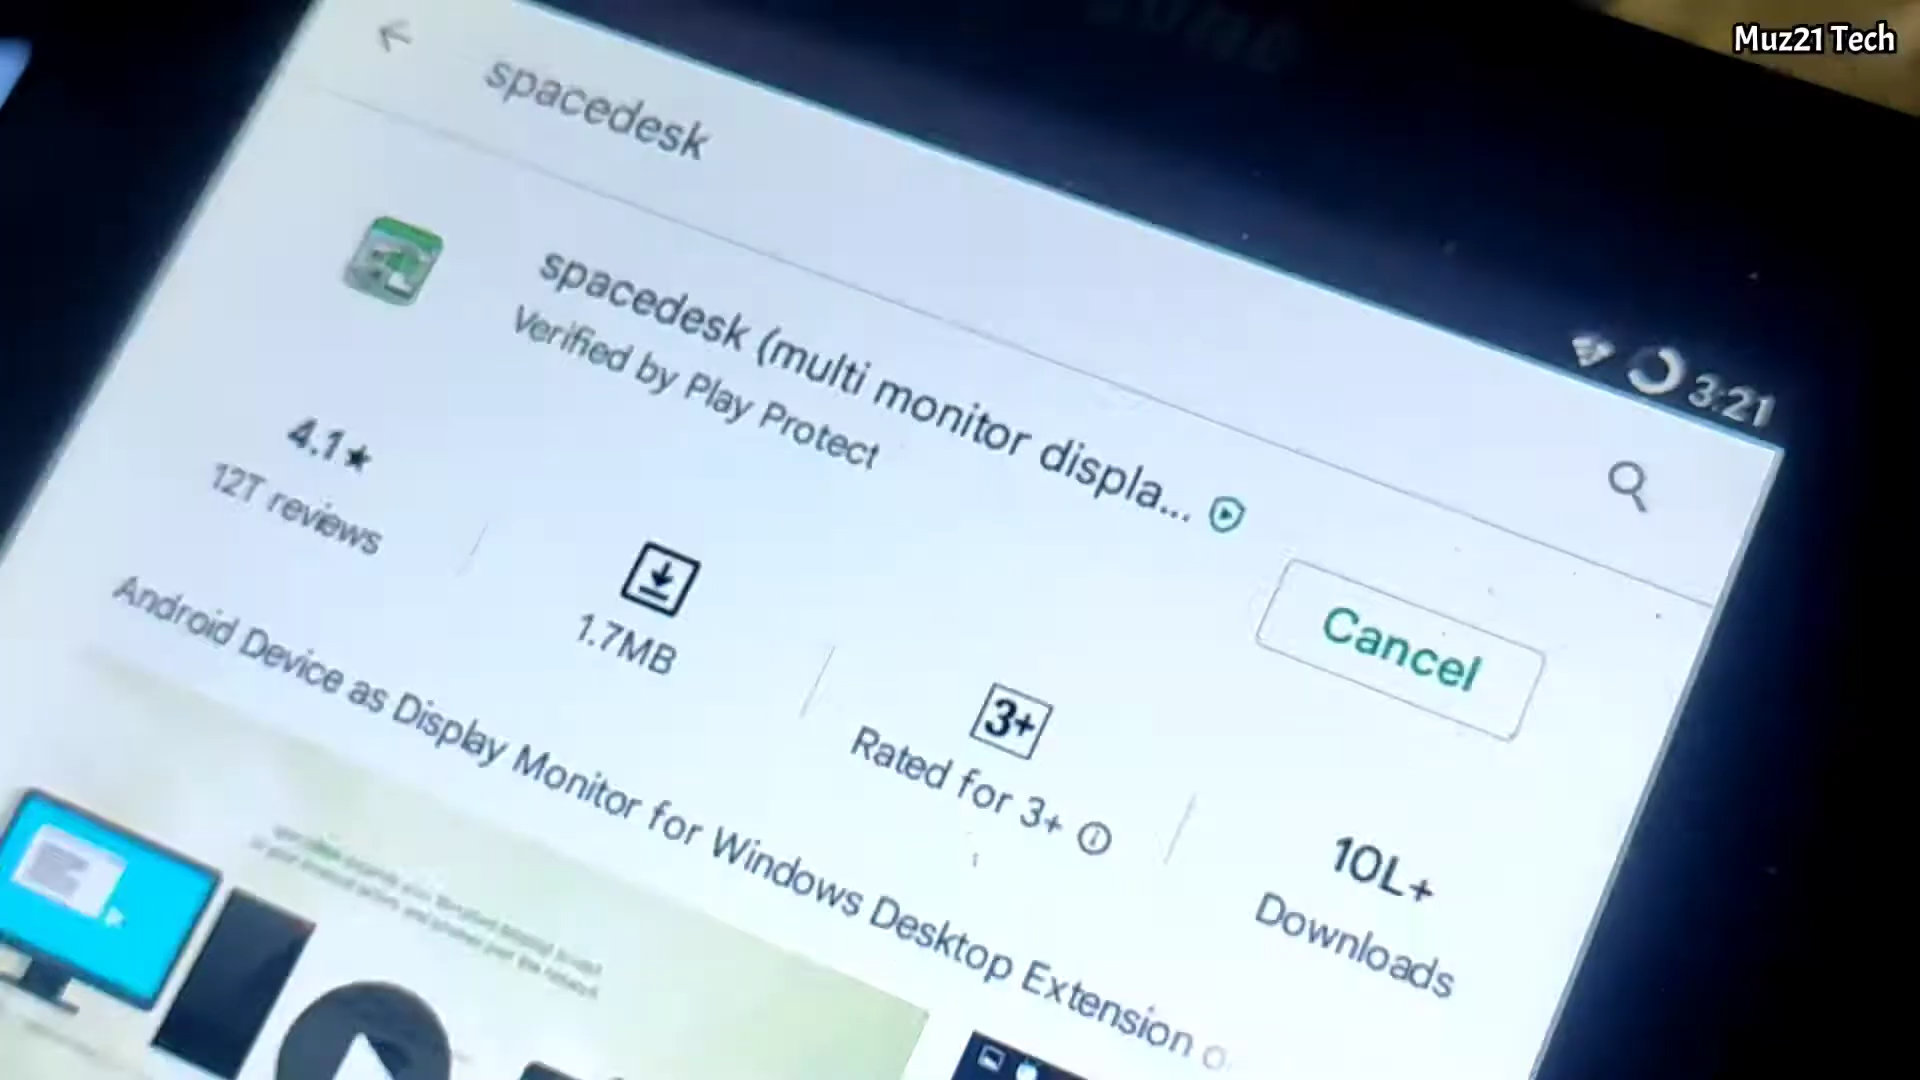 Muz21 Tech
spacedesk
3:21
spacedesk (multi monitor displa...
Verified by Play Protect
4.1★
12T reviews
1.7MB
3+
Rated for 3+
10L+
Downloads
Cancel
Android Device as Display Monitor for Windows Desktop Extension o